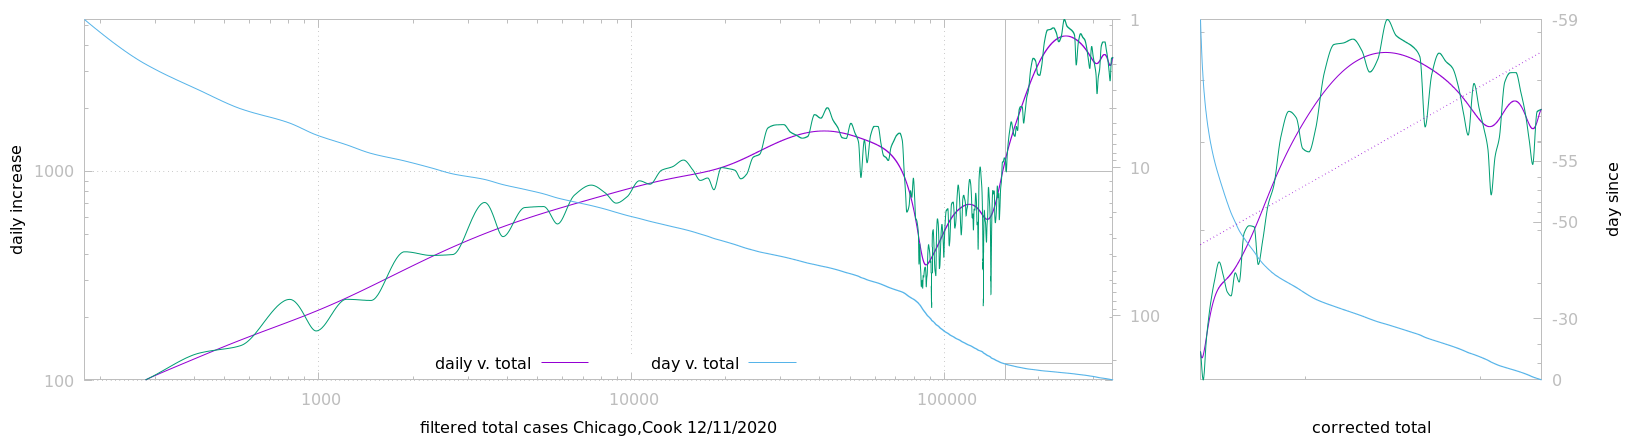 1
-59
daily increase
1000
10
-55
-50
day since
100
-30
daily v. total
day v. total
100
0
1000
10000
100000
filtered total cases Chicago,Cook 12/11/2020
corrected total